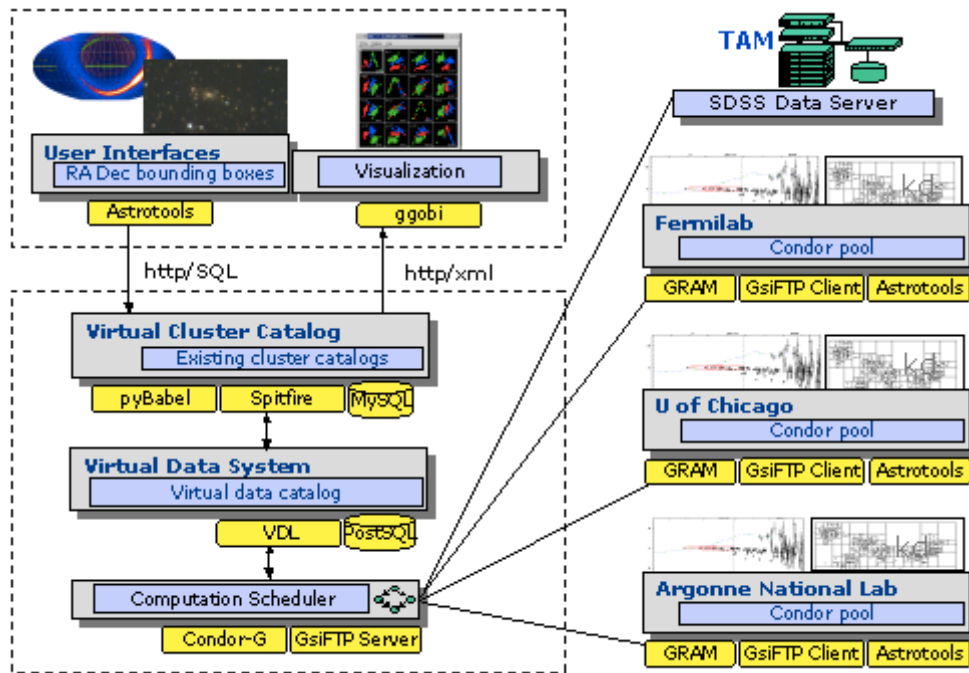 TAM
SDSS Data Server
User Interfaces
RA Dec bounding boxes
Visualization
Astrotools
ggobi
http/SQL
http/xml
Virtual Cluster Catalog
Existing cluster catalogs
pyBabel
Spitfire
MySQL
Virtual Data System
Virtual data catalog
VDL
PostSQL
Computation Scheduler
Condor-G
GsiFTP Server
kd
Fermilab
Condor pool
GRAM
GsiFTP Client
Astrotools
kd
U of Chicago
Condor pool
GRAM
GsiFTP Client
Astrotools
kd
Argonne National Lab
Condor pool
GRAM
GsiFTP Client
Astrotools